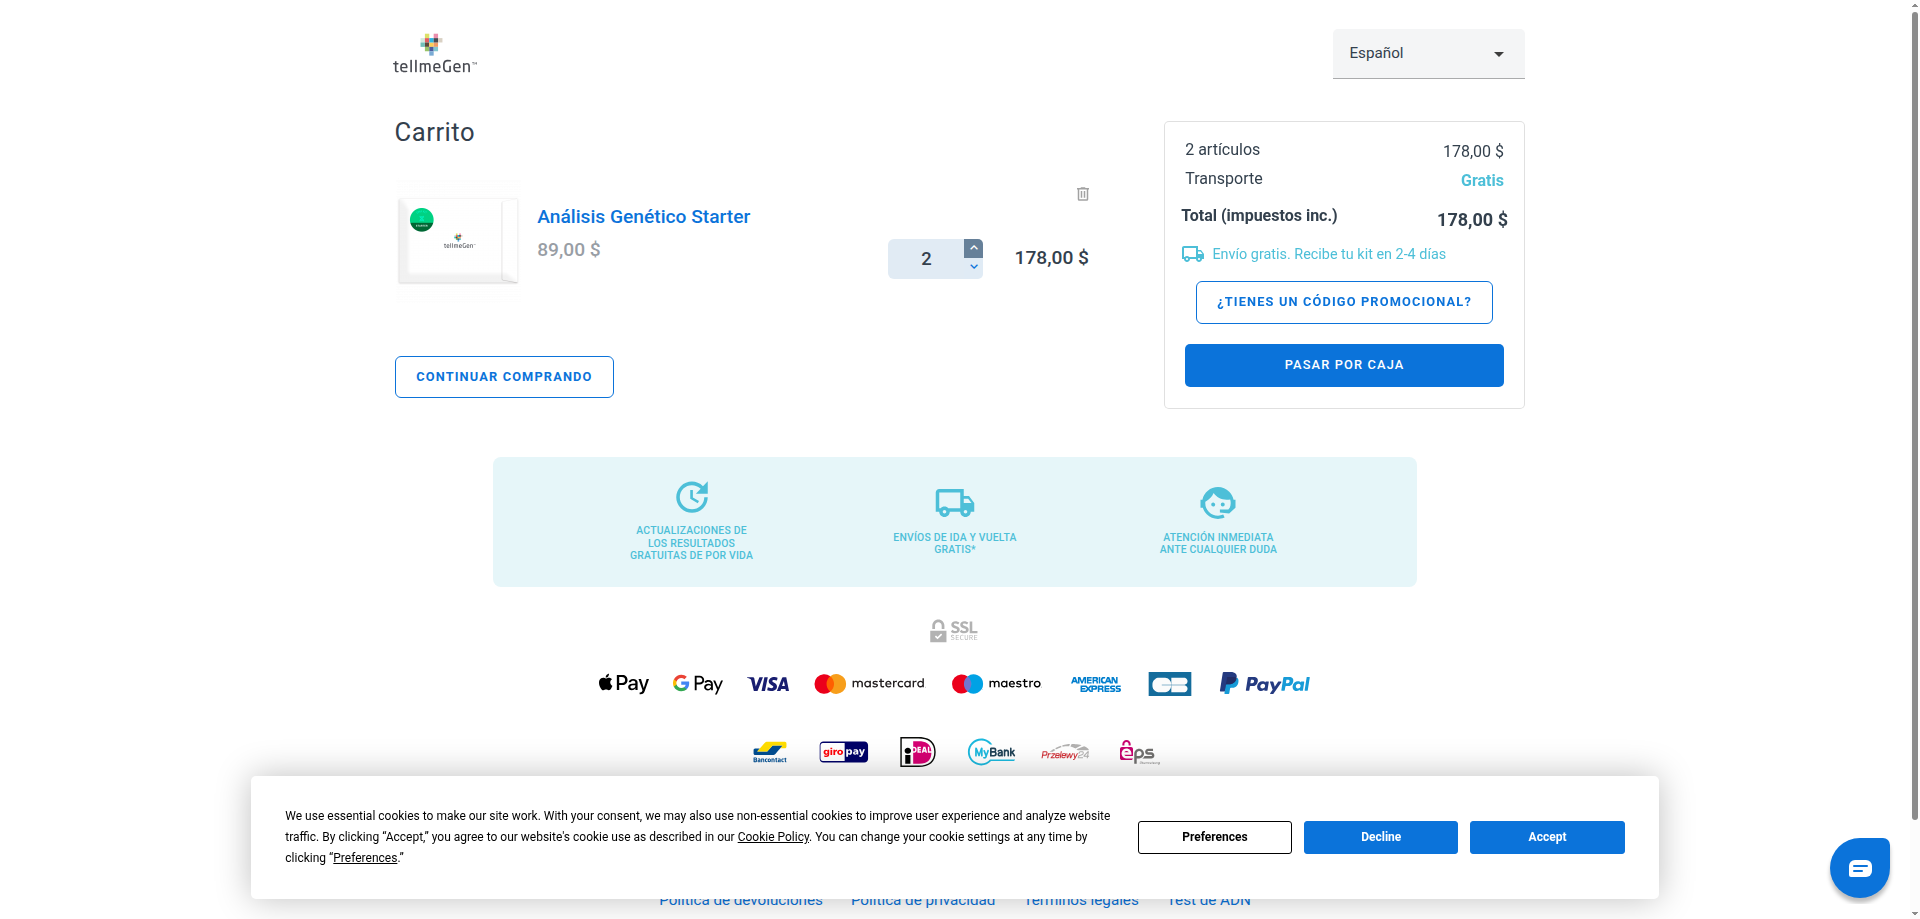 tellmeGen™
Español
Carrito
Análisis Genético Starter
89,00 $
2
178,00 $
tellmeGen
CONTINUAR COMPRANDO
2 artículos
178,00 $
Transporte
Gratis
Total (impuestos inc.)
178,00 $
Envío gratis. Recibe tu kit en 2-4 días
¿TIENES UN CÓDIGO PROMOCIONAL?
PASAR POR CAJA
ACTUALIZACIONES DE
LOS RESULTADOS
GRATUITAS DE POR VIDA
ENVÍOS DE IDA Y VUELTA
GRATIS*
ATENCIÓN INMEDIATA
ANTE CUALQUIER DUDA
SSL
SECURE
Pay
G Pay
VISA
mastercard
maestro
AMERICAN
EXPRESS
CB
PayPal
Bancontact
giropay
iDEAL
MyBank
Przelewy24
eps
We use essential cookies to make our site work. With your consent, we may also use non-essential cookies to improve user experience and analyze website
traffic. By clicking “Accept,” you agree to our website's cookie use as described in our Cookie Policy. You can change your cookie settings at any time by
clicking “Preferences.”
Preferences
Decline
Accept
Política de devoluciones
Política de privacidad
Términos legales
Test de ADN